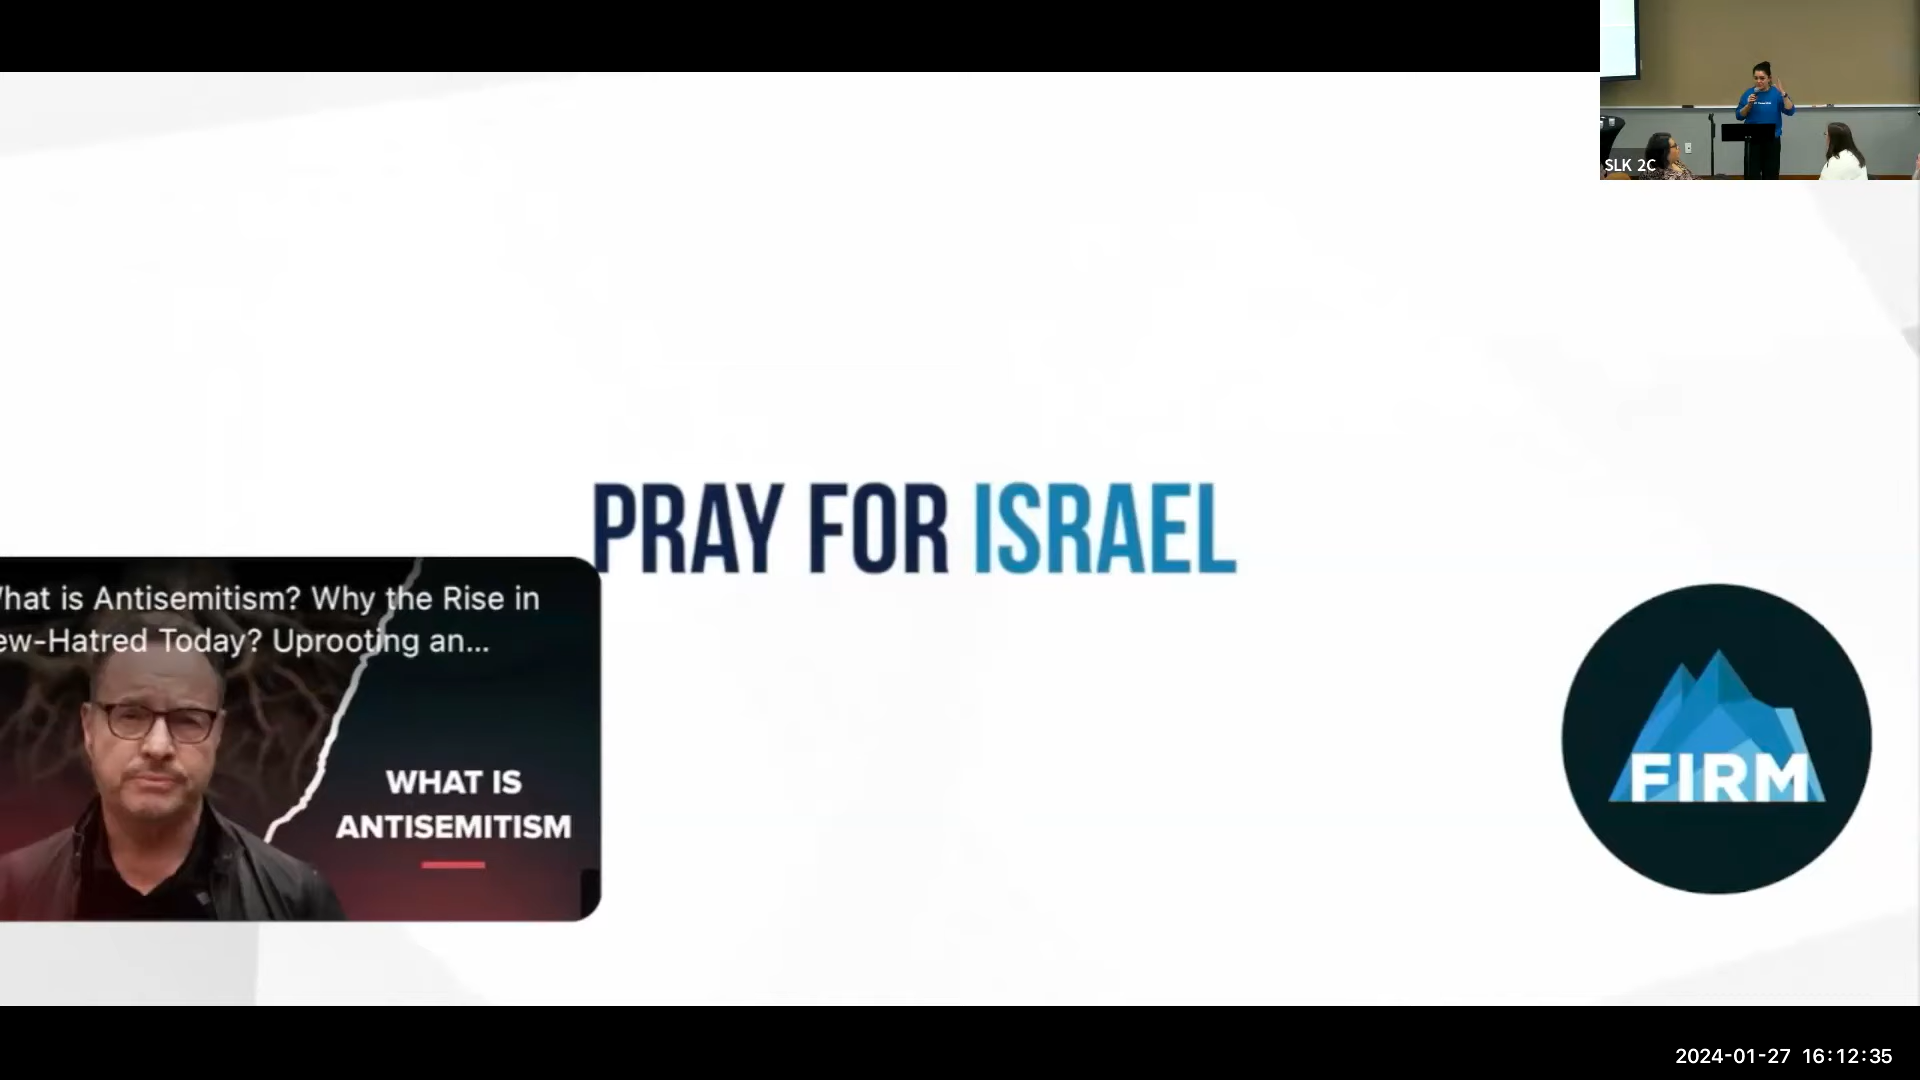 SLK 2C
PRAY FOR ISRAEL
hat is Antisemitism? Why the Rise in
ew-Hatred Today? Uprooting an...
WHAT IS
ANTISEMITISM
FIRM
2024-01-27 16:12:35